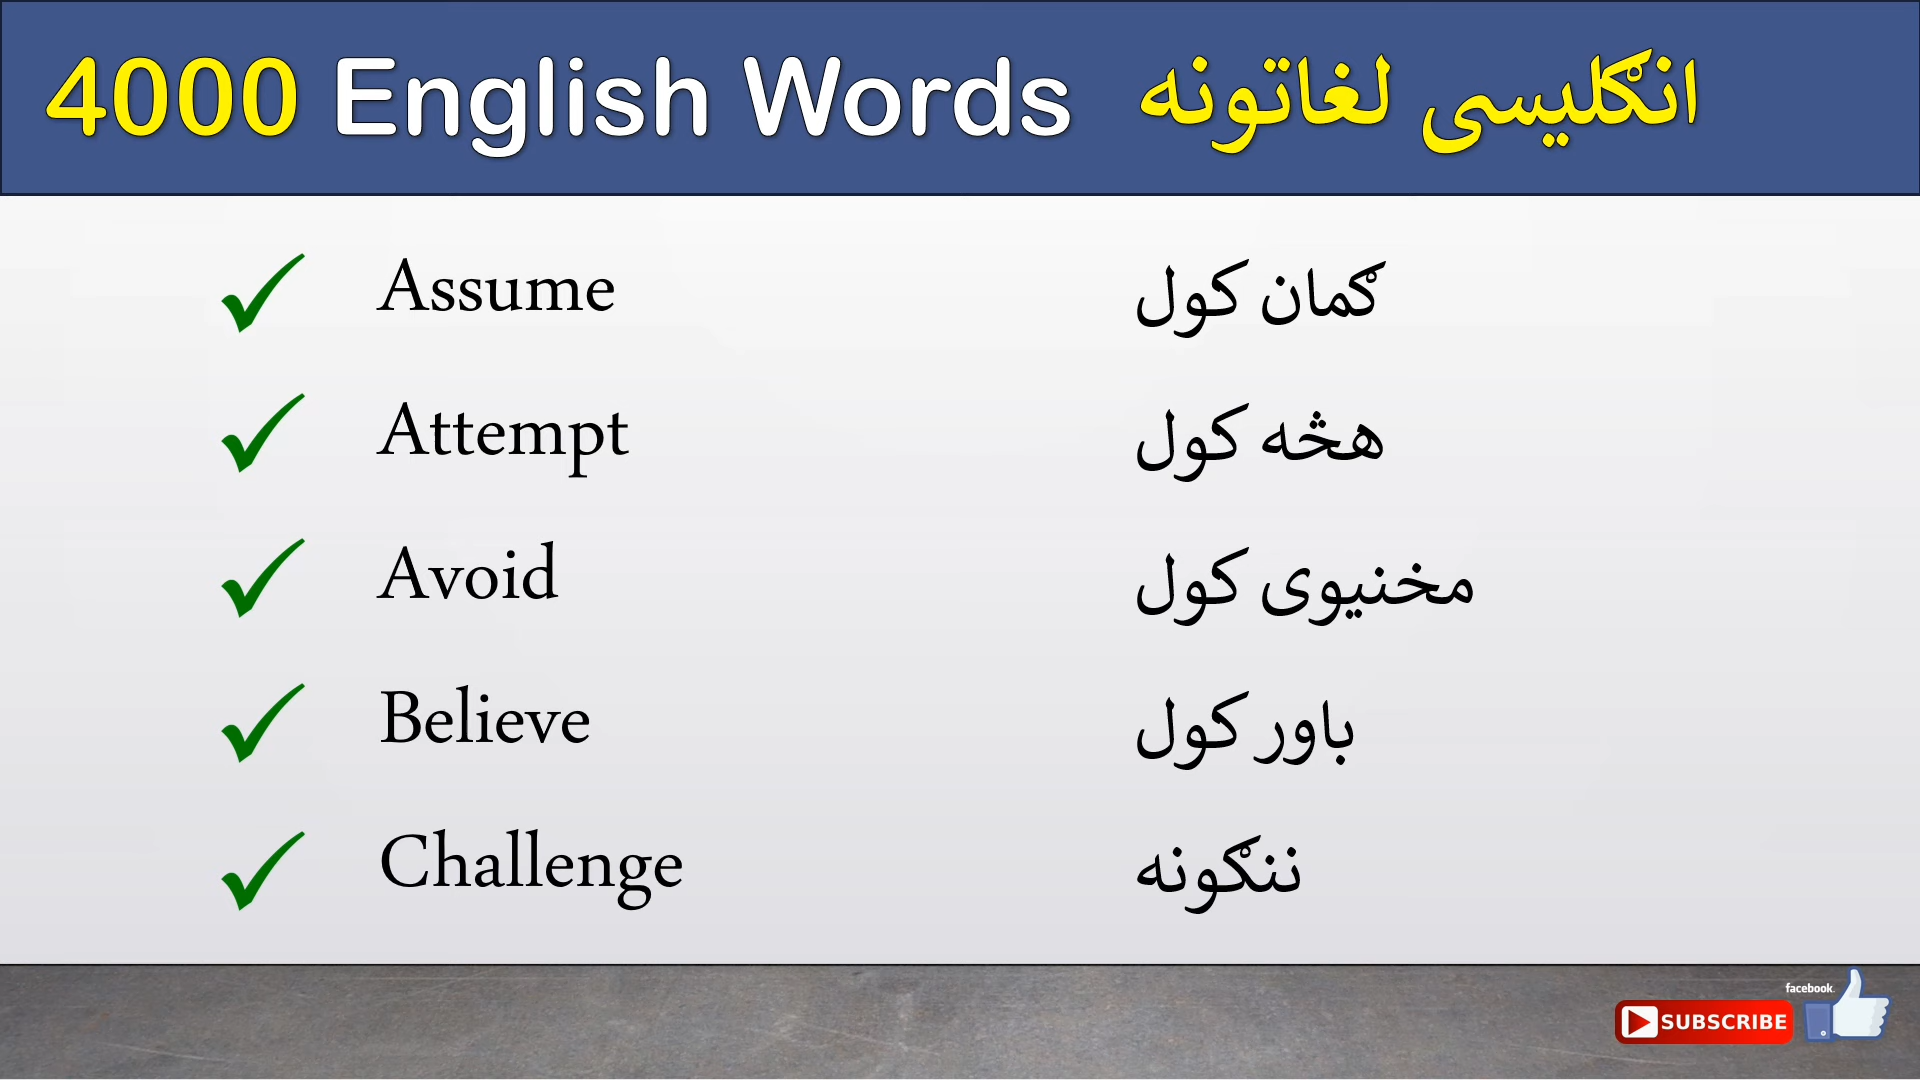 4000 English Words انګلیسی لغاتونه
Assume ګمان کول
Attempt هڅه کول
Avoid مخنیوی کول
Believe باور کول
Challenge ننګونه
facebook.
SUBSCRIBE